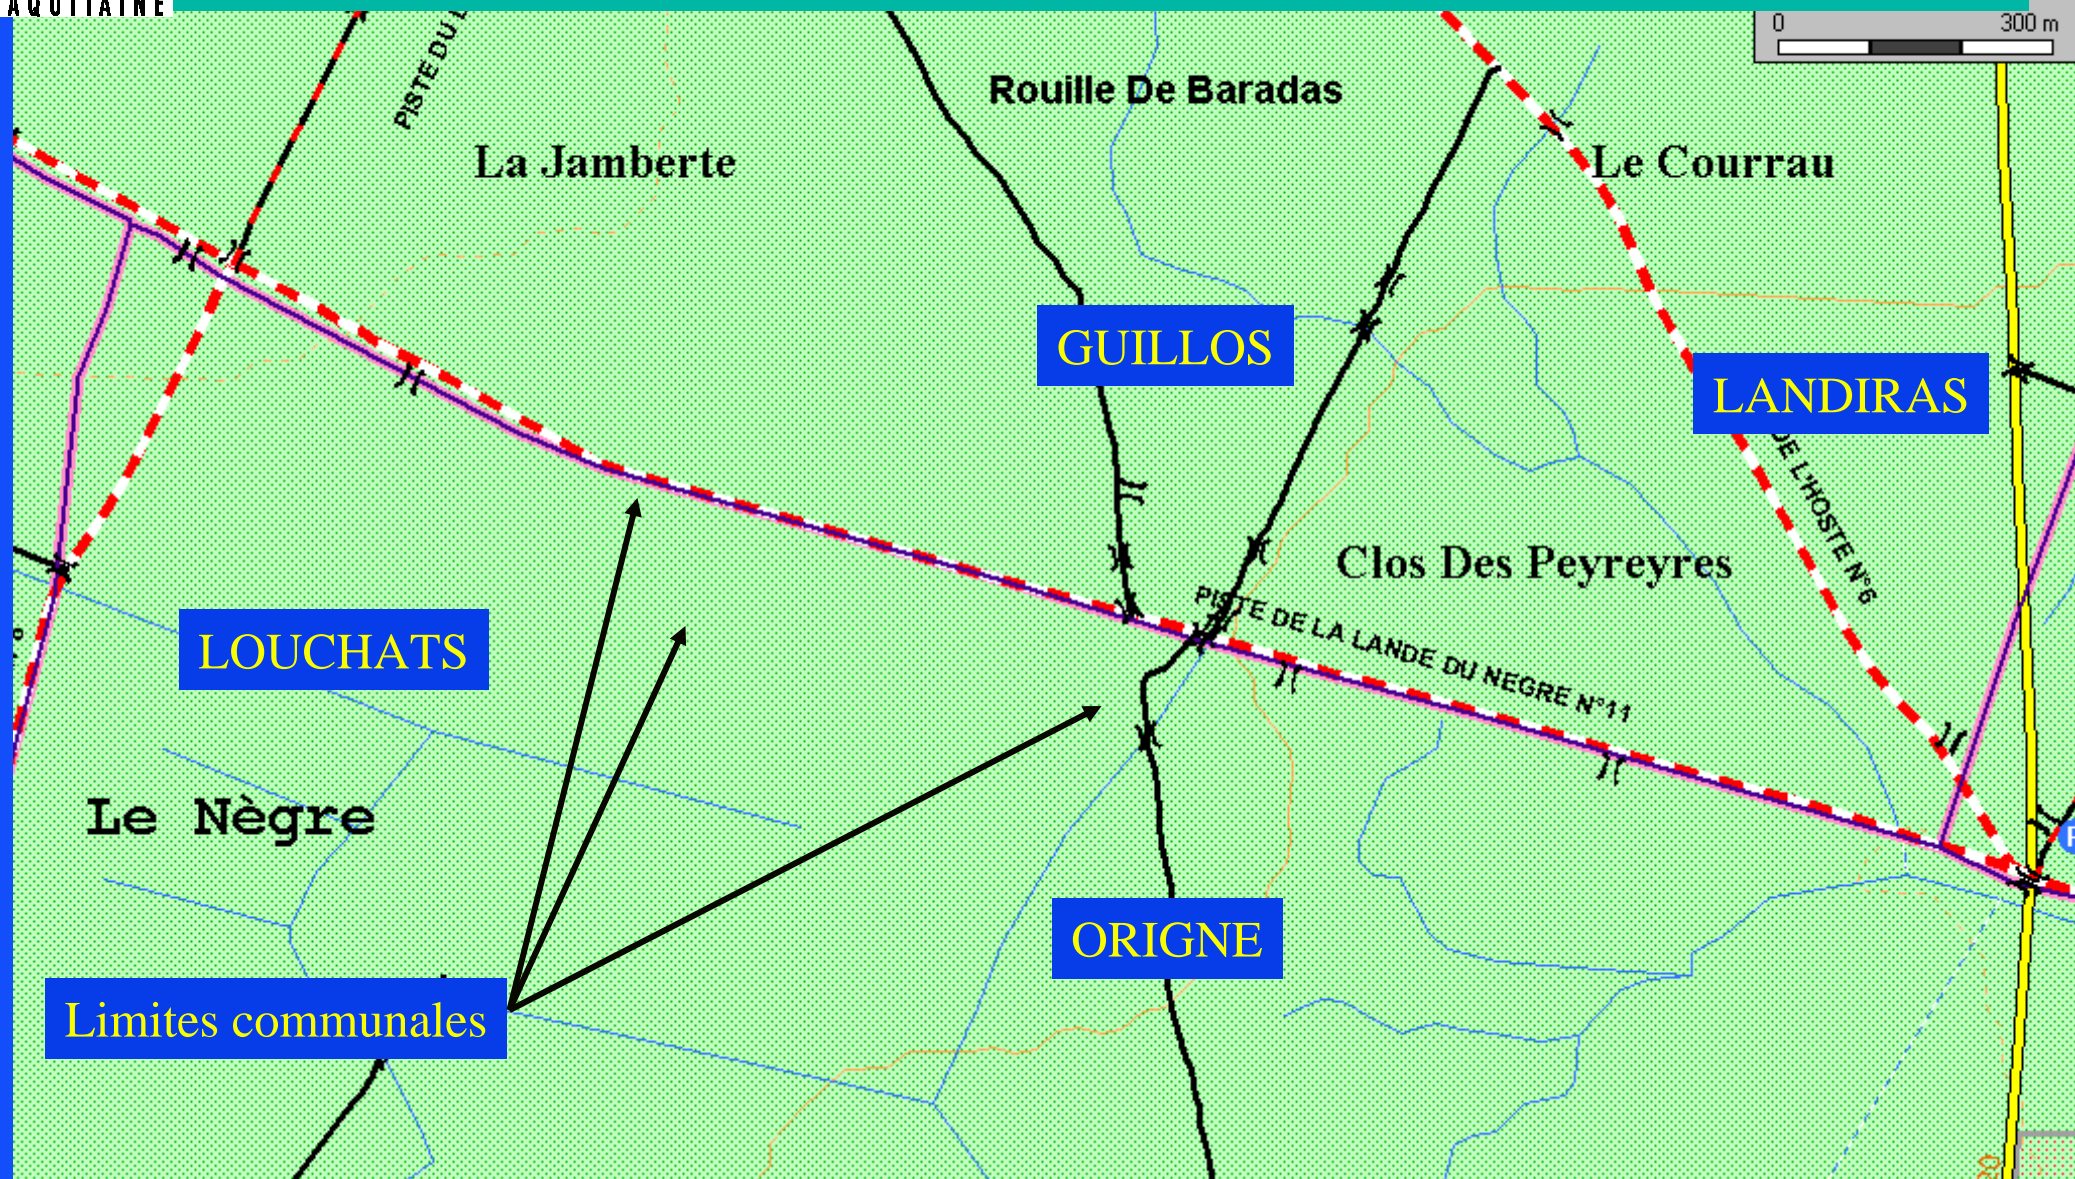 AQUITAINE
0 300 m
PISTE DU
Rouille De Baradas
La Jamberte
Le Courrau
GUILLOS
LANDIRAS
DE L'HOSTE N°6
Clos Des Peyreyres
PISTE DE LA LANDE DU NEGRE N°11
LOUCHATS
Le Nègre
ORIGNE
Limites communales